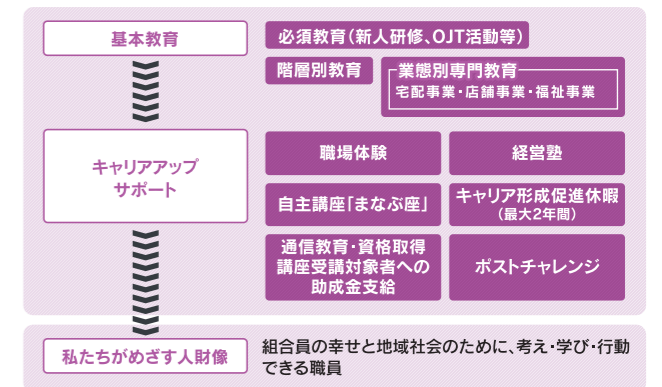 基本教育
必須教育(新人研修、OJT活動等)
階層別教育
業態別専門教育
宅配事業・店舗事業・福祉事業
キャリアアップ
サポート
職場体験
経営塾
自主講座「まなぶ座」
キャリア形成促進休暇
(最大2年間)
通信教育・資格取得
講座受講対象者への
助成金支給
ポストチャレンジ
私たちがめざす人財像
組合員の幸せと地域社会のために、考え・学び・行動
できる職員